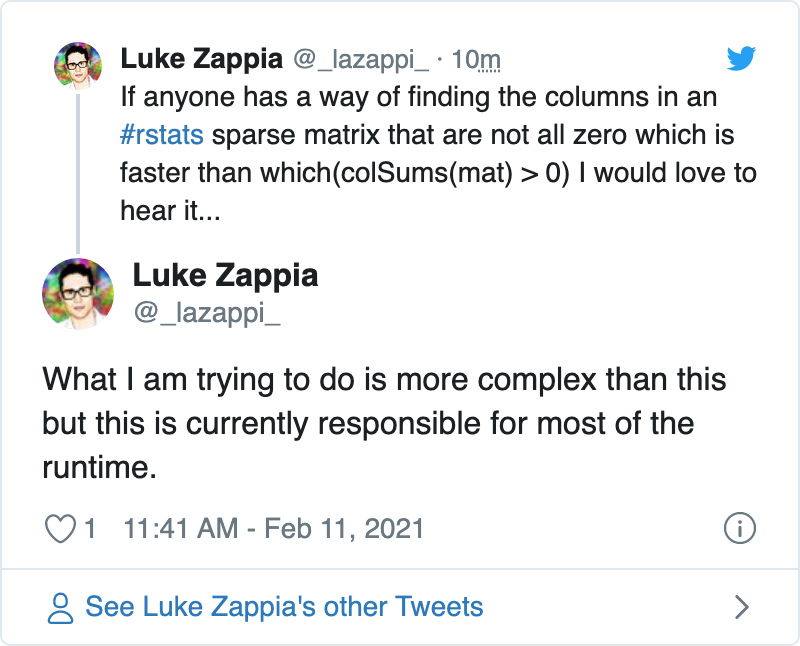 Luke Zappia @_lazappi_ · 10m
If anyone has a way of finding the columns in an
#rstats sparse matrix that are not all zero which is
faster than which(colSums(mat) > 0) I would love to
hear it...
Luke Zappia
@_lazappi_
What I am trying to do is more complex than this
but this is currently responsible for most of the
runtime.
1 11:41 AM - Feb 11, 2021
See Luke Zappia's other Tweets